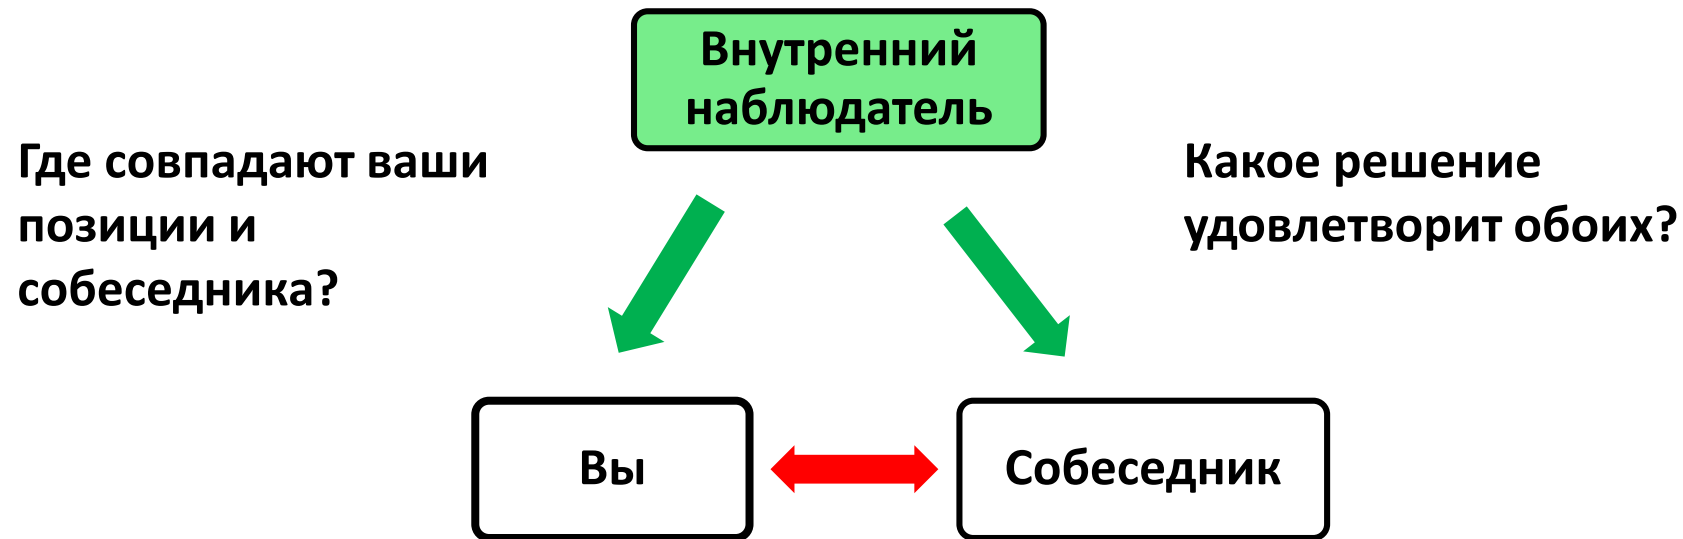 Внутренний
наблюдатель
Где совпадают ваши
позиции и
собеседника?
Какое решение
удовлетворит обоих?
Вы
Собеседник